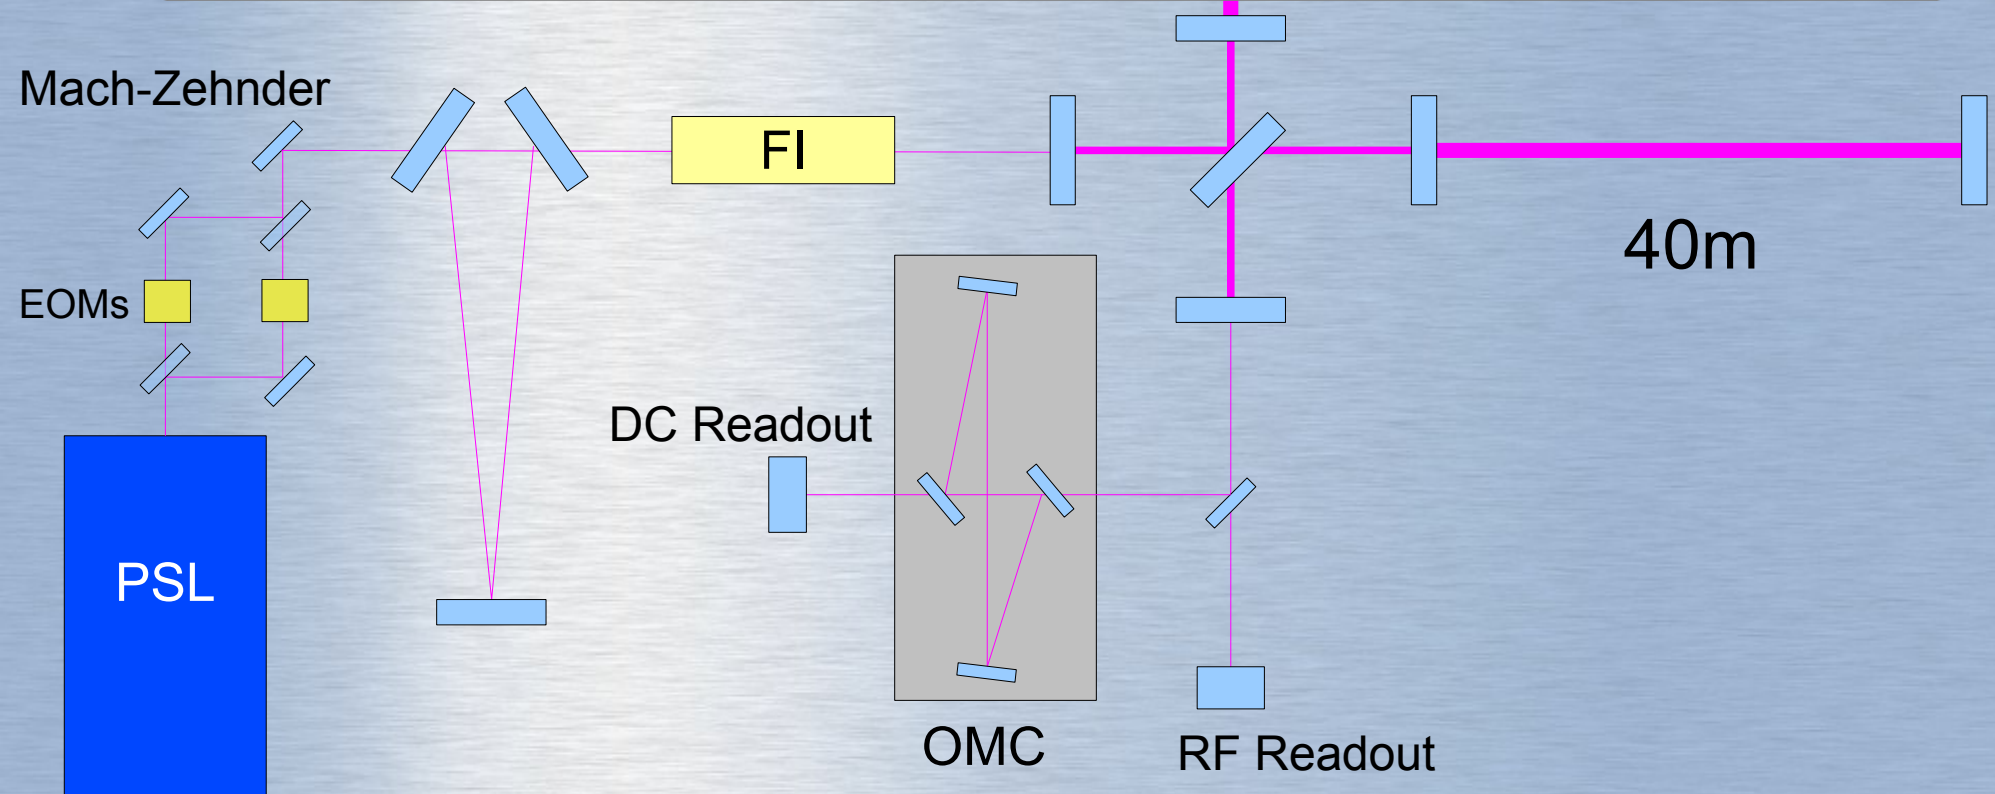 Mach-Zehnder
FI
40m
EOMs
DC Readout
PSL
OMC
RF Readout